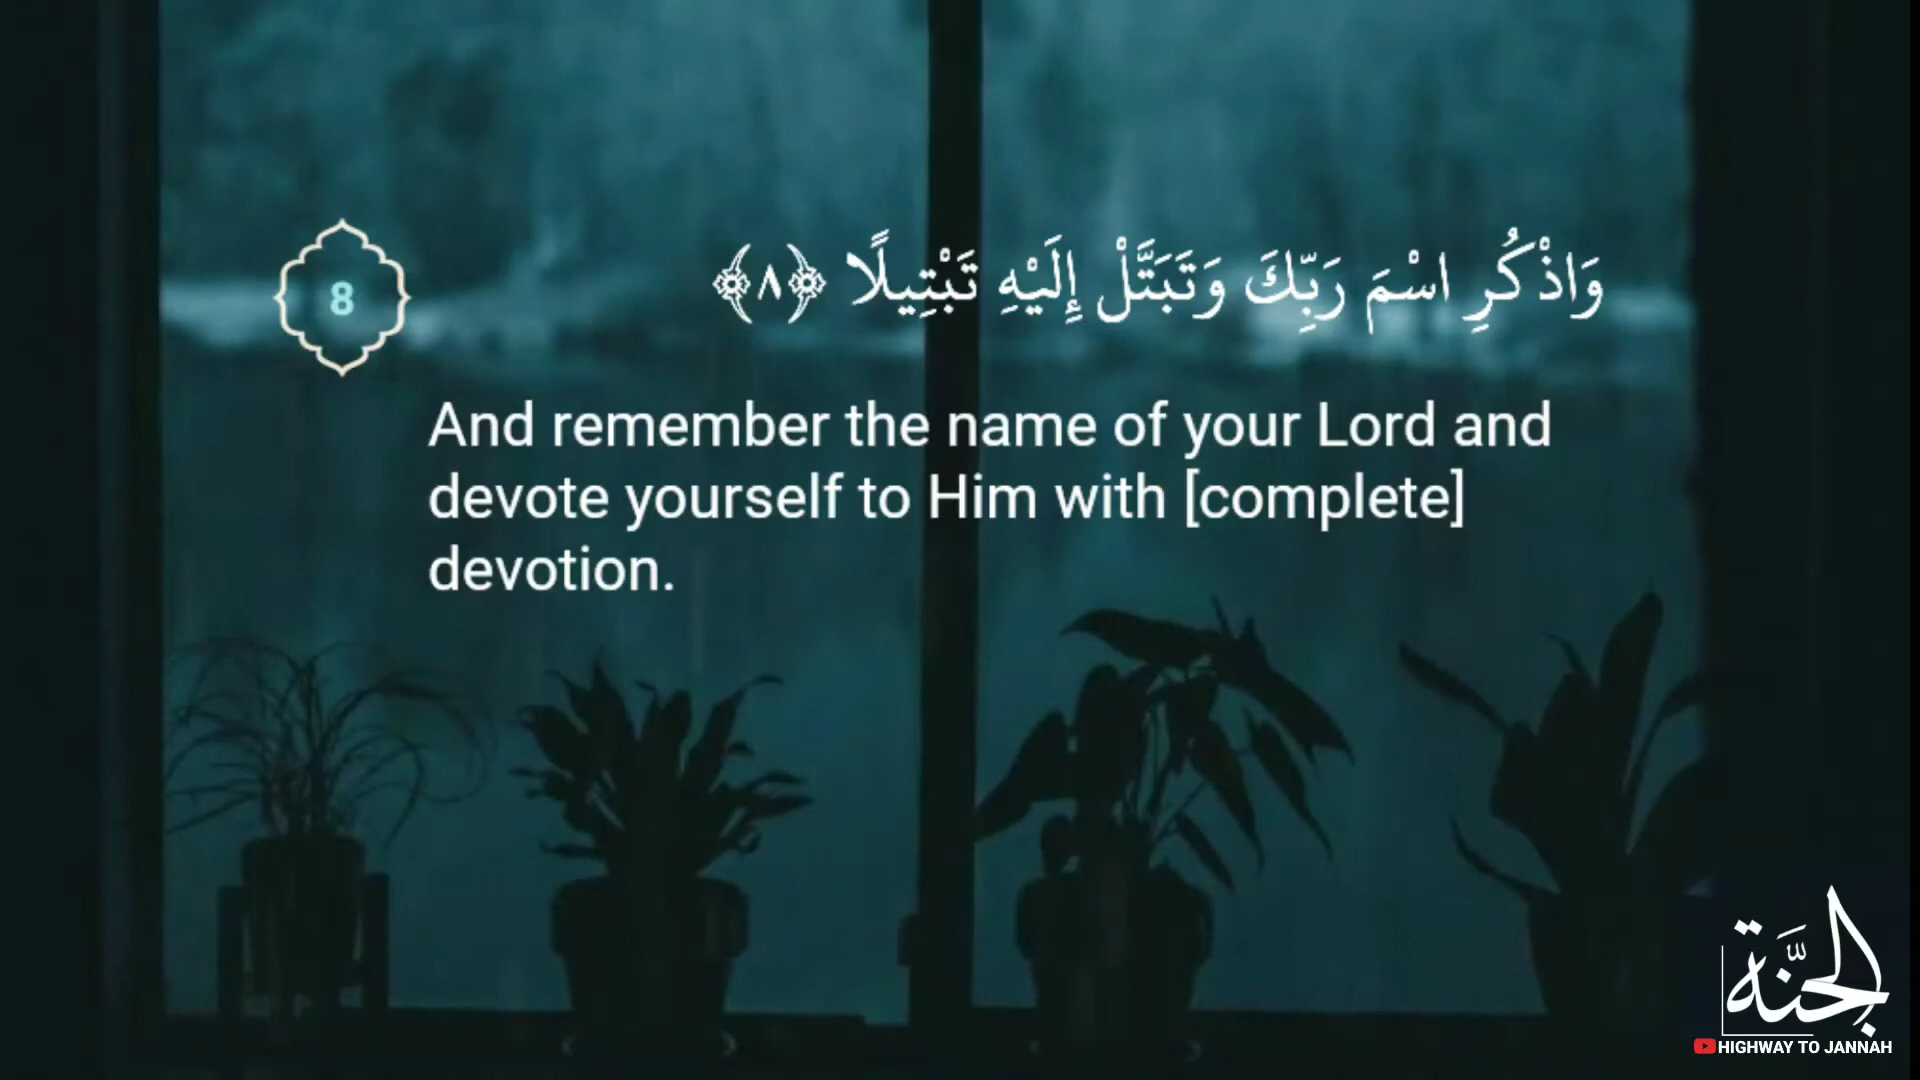 وَاذْكُرِ اسْمَ رَبِّكَ وَتَبَتَّلْ إِلَيْهِ تَبْتِيلًا ﴿٨﴾
8
And remember the name of your Lord and
devote yourself to Him with [complete]
devotion.
الجنَّة
HIGHWAY TO JANNAH